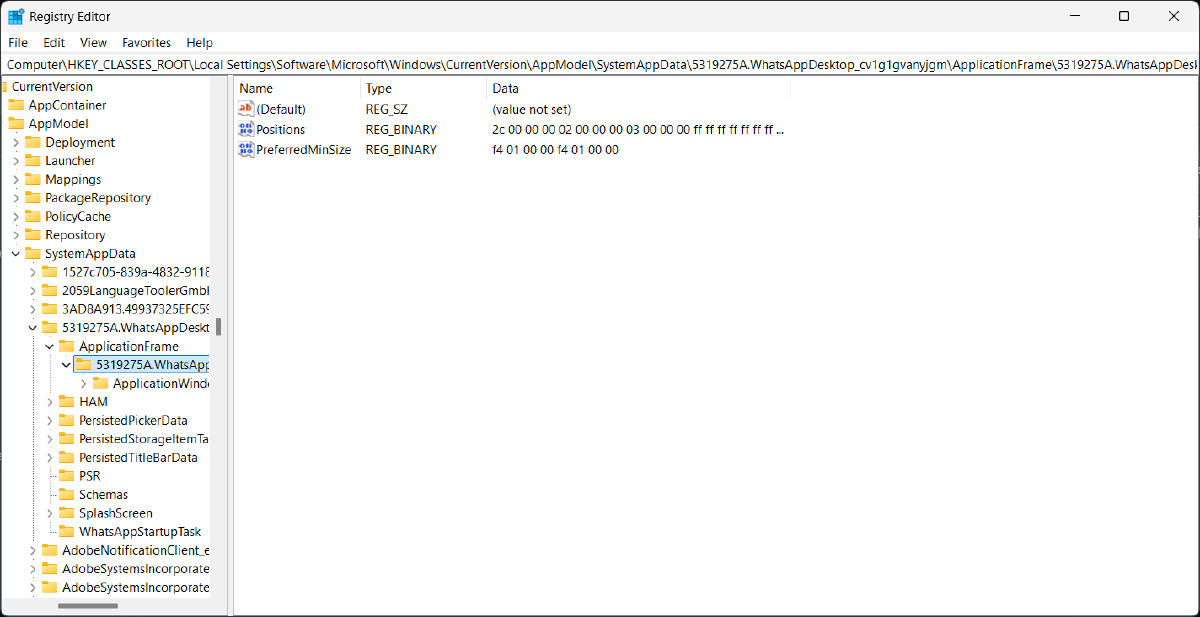 Registry Editor
File Edit View Favorites Help
Computer\HKEY_CLASSES_ROOT\Local Settings\Software\Microsoft\Windows\CurrentVersion\AppModel\SystemAppData\5319275A.WhatsAppDesktop_cv1g1gvanyjgm\ApplicationFrame\5319275A.WhatsAppDesk
CurrentVersion
AppContainer
AppModel
Deployment
Launcher
Mappings
PackageRepository
PolicyCache
Repository
SystemAppData
1527c705-839a-4832-9118
2059LanguageToolerGmbH
3AD8A913.49937325EFC59
5319275A.WhatsAppDeskt
ApplicationFrame
5319275A.WhatsApp
ApplicationWindo
HAM
PersistedPickerData
PersistedStorageItemTa
PersistedTitleBarData
PSR
Schemas
SplashScreen
WhatsAppStartupTask
AdobeNotificationClient_e
AdobeSystemsIncorporate
AdobeSystemsIncorporate
Name Type Data
(Default) REG_SZ (value not set)
Positions REG_BINARY 2c 00 00 00 02 00 00 00 03 00 00 00 ff ff ff ff ff ff ff ...
PreferredMinSize REG_BINARY f4 01 00 00 f4 01 00 00